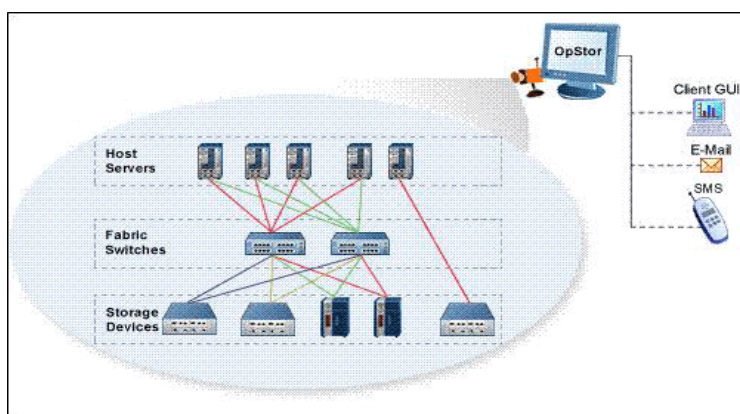 OpStor
Client GUI
E-Mail
SMS
Host
Servers
Fabric
Switches
Storage
Devices